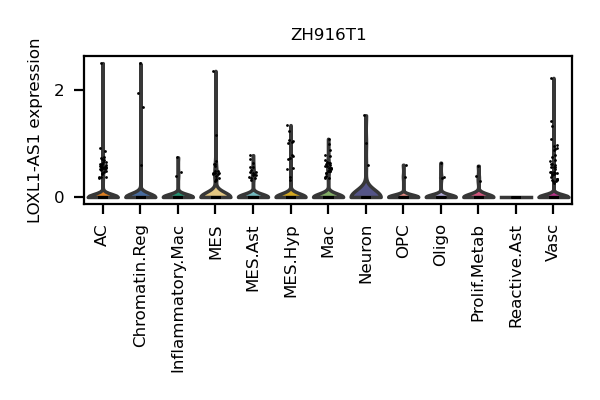 ZH916T1
LOXL1-AS1 expression
2
0
AC
Chromatin.Reg
Inflammatory.Mac
MES
MES.Ast
MES.Hyp
Mac
Neuron
OPC
Oligo
Prolif.Metab
Reactive.Ast
Vasc